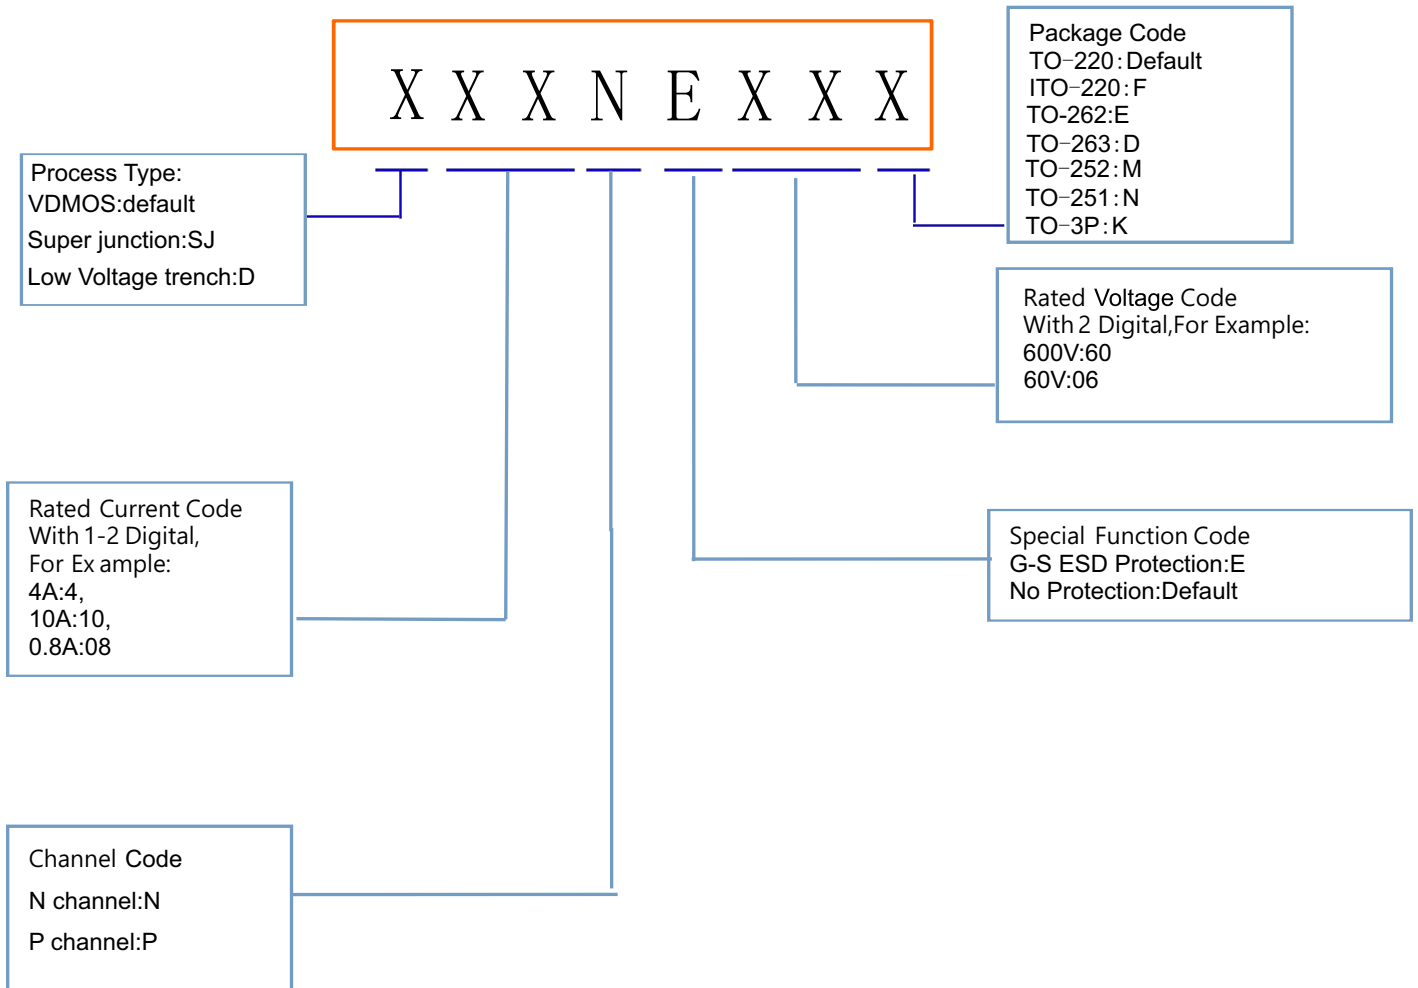 X X X N E X X X
Package Code
TO-220:Default
ITO-220:F
TO-262:E
TO-263:D
TO-252:M
TO-251:N
TO-3P:K
Process Type:
VDMOS:default
Super junction:SJ
Low Voltage trench:D
Rated Voltage Code
With 2 Digital,For Example:
600V:60
60V:06
Rated Current Code
With 1-2 Digital,
For Ex ample:
4A:4,
10A:10,
0.8A:08
Special Function Code
G-S ESD Protection:E
No Protection:Default
Channel Code
N channel:N
P channel:P